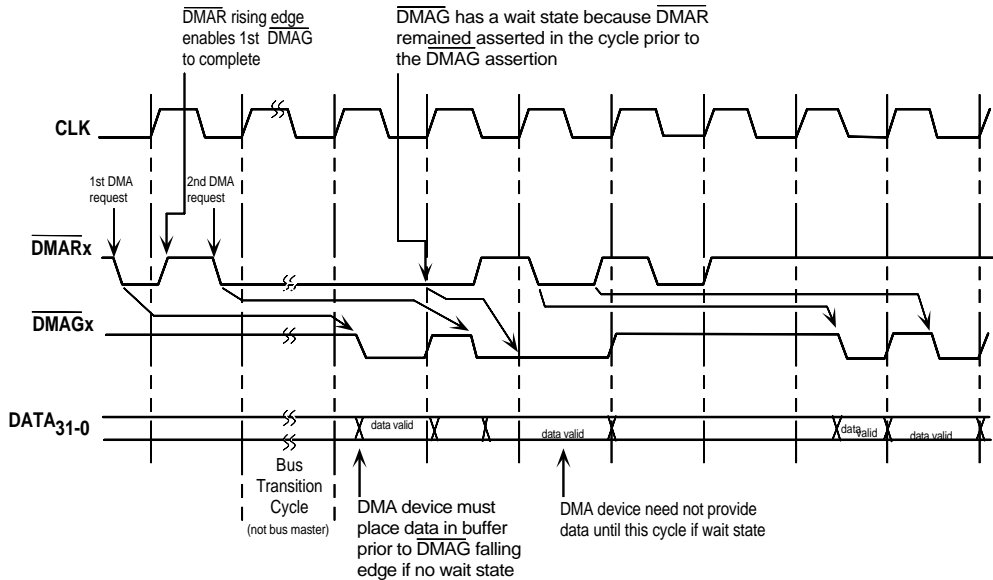 DMAR rising edge
enables 1st DMAG
to complete
DMAG has a wait state because DMAR
remained asserted in the cycle prior to
the DMAG assertion
CLK
1st DMA
request
2nd DMA
request
DMARx
DMAGx
DATA31-0
data valid
data valid
data valid
data valid
Bus
Transition
Cycle
(not bus master)
DMA device must
place data in buffer
prior to DMAG falling
edge if no wait state
DMA device need not provide
data until this cycle if wait state